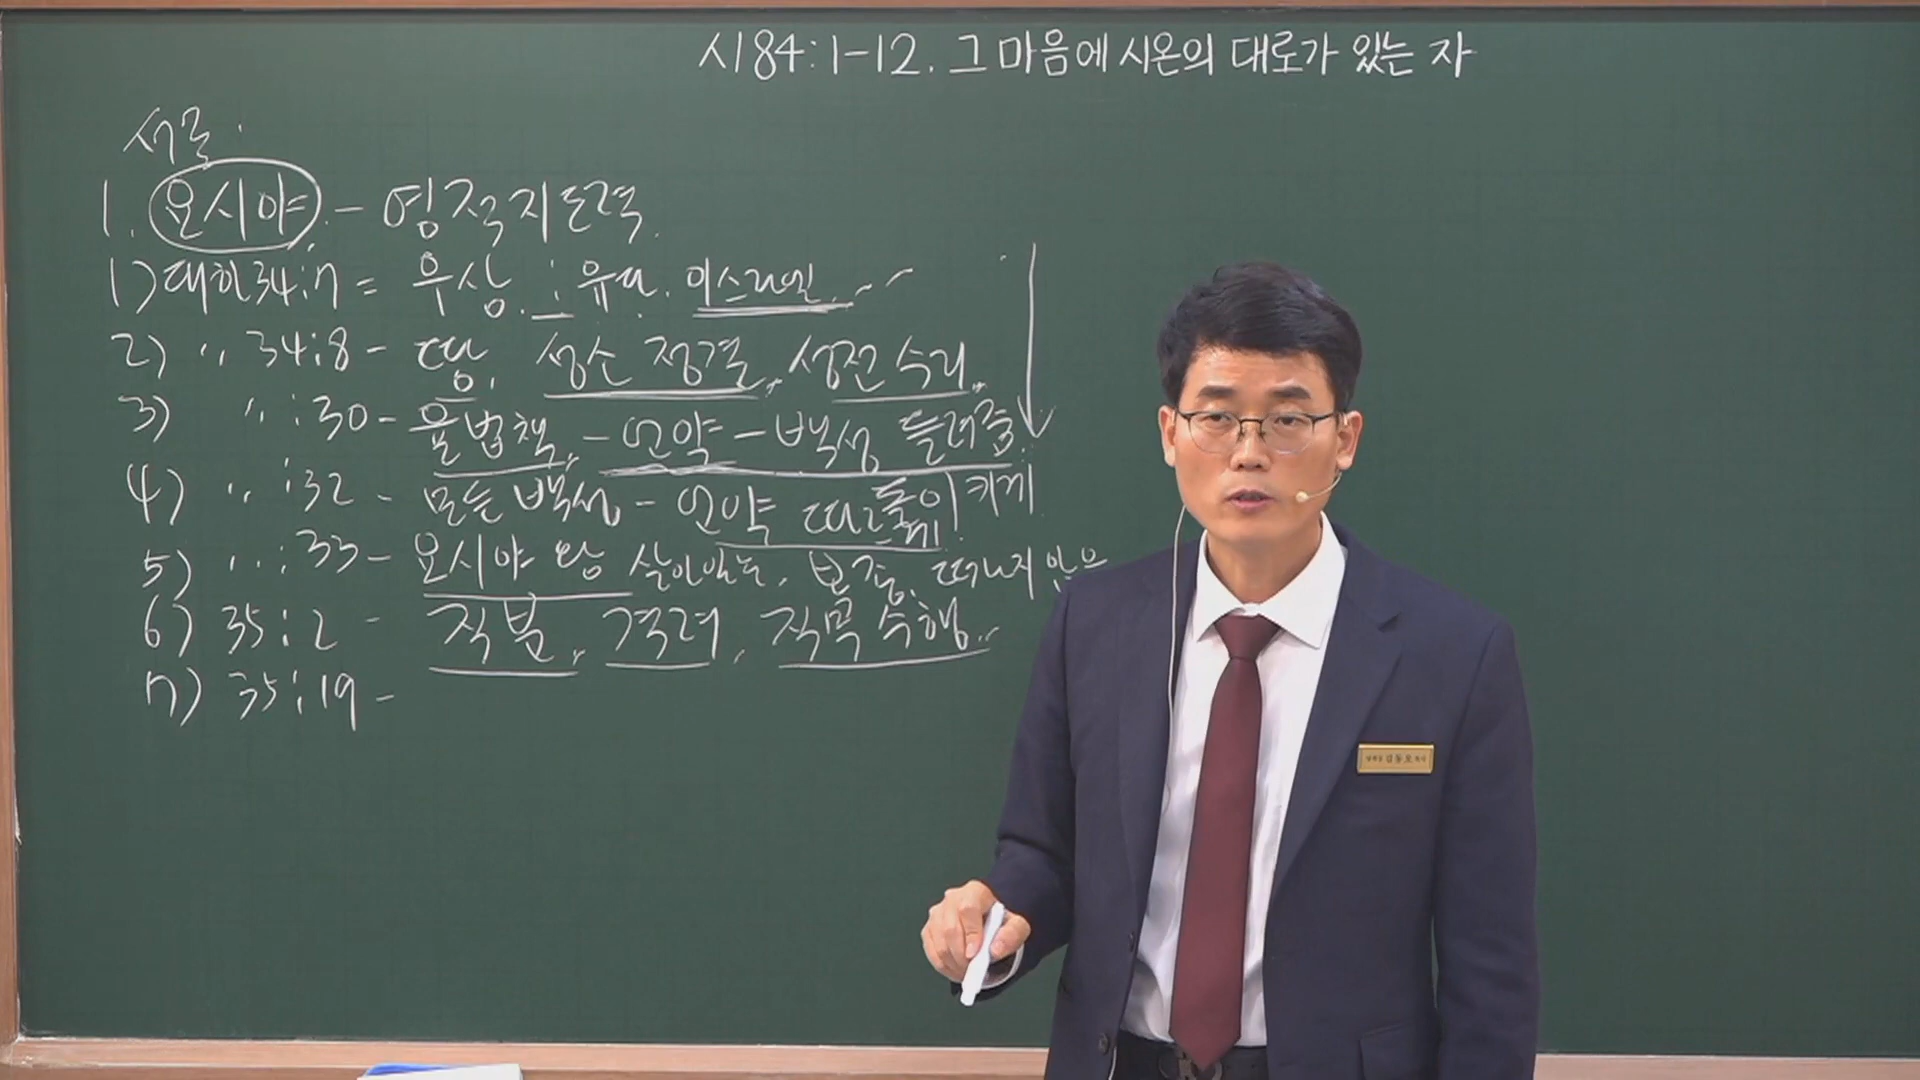 시84:1-12. 그 마음에 시온의 대로가 있는 자
서론.
1. 요시야. - 영적지도력.
1) 대하34:7 = 우상. : 유다. 이스라엘.
2) 〃 34:8 - 땅, 성소 정결, 성전 수리.
3) 〃 :30 - 율법책, - 언약 - 백성 들려줌.
4) 〃 :32 - 모든 백성 - 언약 따르게 돌이키게
5) 〃 :33 - 요시야 왕 살아있는, 떠나지 않음
6) 35:2 - 직분, 격려, 직무 수행.
7) 35:19 -